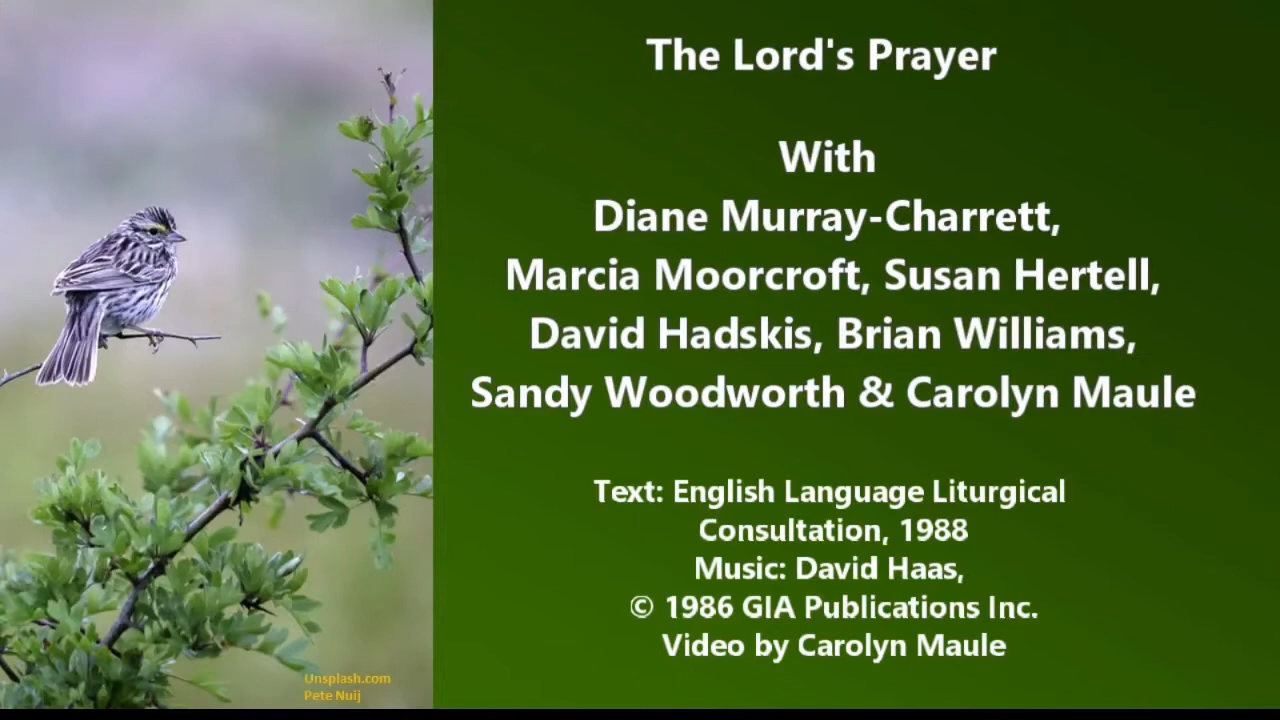 The Lord's Prayer
With
Diane Murray-Charrett,
Marcia Moorcroft, Susan Hertell,
David Hadskis, Brian Williams,
Sandy Woodworth & Carolyn Maule
Text: English Language Liturgical
Consultation, 1988
Music: David Haas,
© 1986 GIA Publications Inc.
Video by Carolyn Maule
Unsplash.com
Pete Nuij